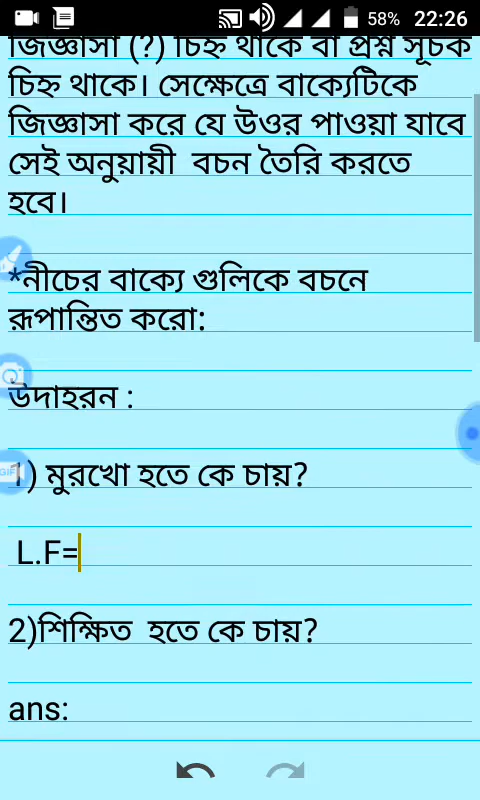 58% 22:26
জিজ্ঞাসা (?) চিহ্ন থাকে বা প্রশ্ন সূচক
চিহ্ন থাকে। সেক্ষেত্রে বাক্যেটিকে
জিজ্ঞাসা করে যে উওর পাওয়া যাবে
সেই অনুয়ায়ী বচন তৈরি করতে
হবে।
*নীচের বাক্যে গুলিকে বচনে
রূপান্তিত করো:
উদাহরন :
1) মুরখো হতে কে চায়?
L.F=
2)শিক্ষিত হতে কে চায়?
ans: